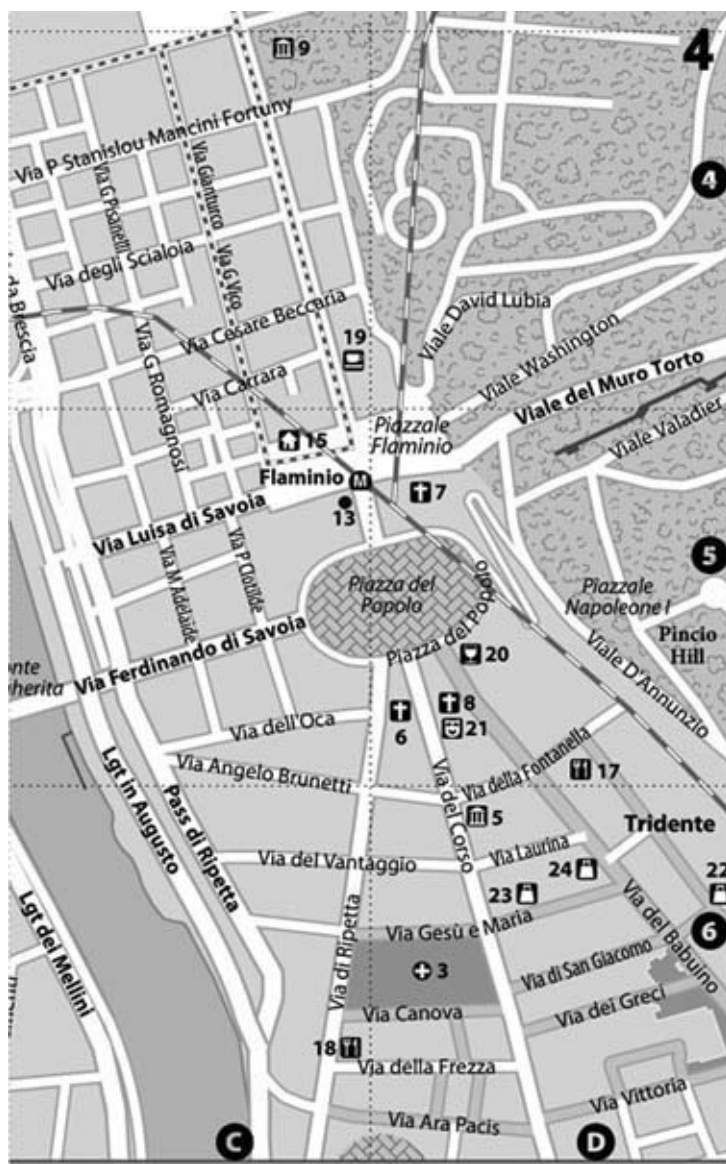 4
9
Via P Stanislou Mancini Fortuny
Via G Pisanelli
Via Gianturco
4
Via degli Scialoia
Via G Vico
da Brescia
Via Cesare Beccaria
Viale David Lubia
19
Via G Romagnosi
Via Carrara
Viale Washington
Viale del Muro Torto
Piazzale
Flaminio
Viale Valadier
15
Flaminio
M
7
13
Via Luisa di Savoia
5
Via M Adelaide
Via P Clotilde
Piazza del
Popolo
Piazzale
Napoleone I
Piazza del Popolo
Pincio
Hill
20
Via Ferdinando di Savoia
onte
gherita
Viale D'Annunzio
8
6
21
Via dell'Oca
Via della Fontanella
Via Angelo Brunetti
17
Lgt in Augusto
Pass di Ripetta
Via del Corso
5
Tridente
Via del Vantaggio
Via Laurina
24
22
23
Via del Babuino
6
Lgt dei Mellini
Via di Ripetta
Via Gesù e Maria
Via di San Giacomo
3
Via dei Greci
Via Canova
18
Via della Frezza
Via Vittoria
Via Ara Pacis
C
D